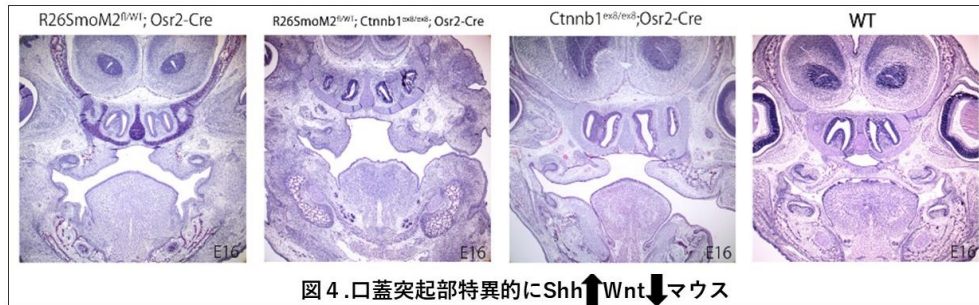 R26SmoM2fl/WT; Osr2-Cre
R26SmoM2fl/WT; Ctnnb1ex8/ex8; Osr2-Cre
Ctnnb1ex8/ex8;Osr2-Cre
WT
E16
E16
E16
E16
図4.口蓋突起部特異的にShh⬆Wnt⬇マウス